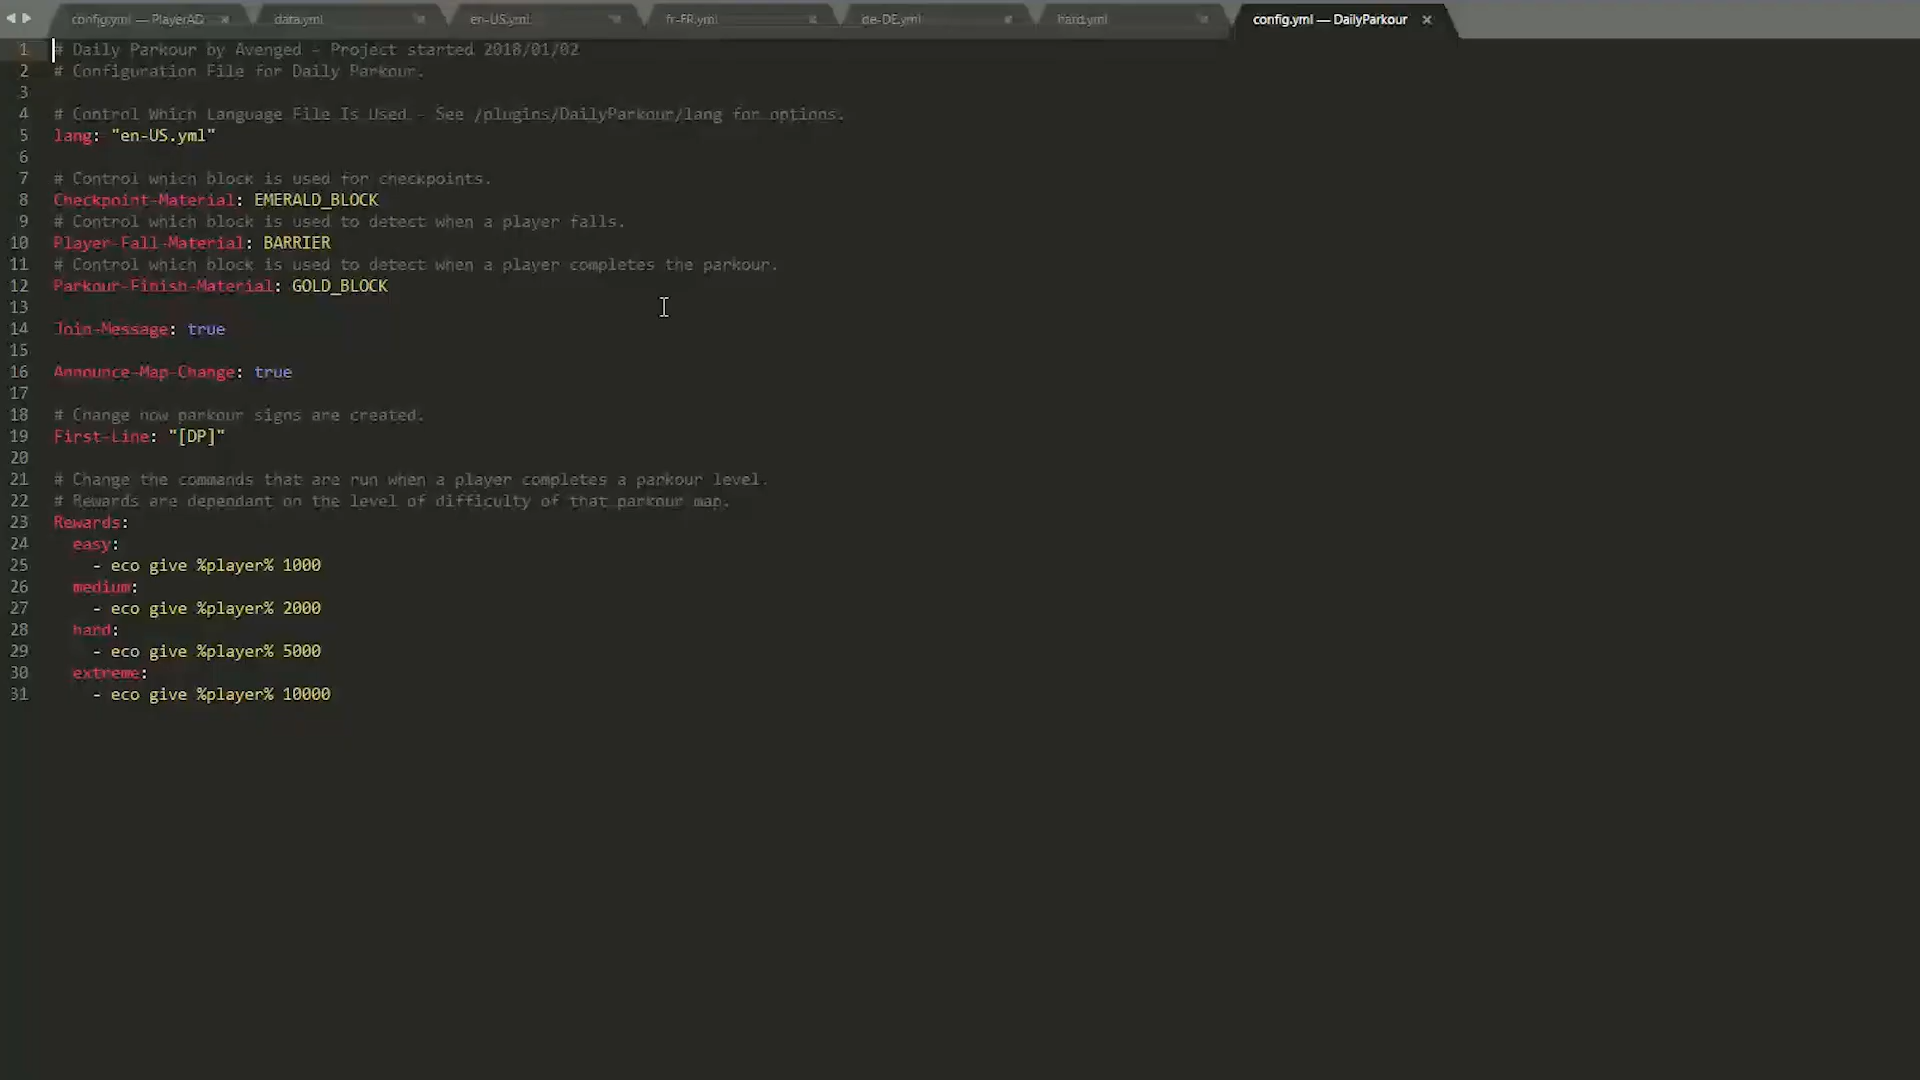 config.yml — PlayerAD
data.yml
en-US.yml
fr-FR.yml
de-DE.yml
hard.yml
config.yml — DailyParkour
1 # Daily Parkour by Avenged - Project started 2018/01/02
2 # Configuration File for Daily Parkour.
3
4 # Control Which Language File Is Used - See /plugins/DailyParkour/lang for options.
5 lang: "en-US.yml"
6
7 # Control which block is used for checkpoints.
8 Checkpoint-Material: EMERALD_BLOCK
9 # Control which block is used to detect when a player falls.
10 Player-Fall-Material: BARRIER
11 # Control which block is used to detect when a player completes the parkour.
12 Parkour-Finish-Material: GOLD_BLOCK
13
14 Join-Message: true
15
16 Announce-Map-Change: true
17
18 # Change how parkour signs are created.
19 First-Line: "[DP]"
20
21 # Change the commands that are run when a player completes a parkour level.
22 # Rewards are dependant on the level of difficulty of that parkour map.
23 Rewards:
24 easy:
25 - eco give %player% 1000
26 medium:
27 - eco give %player% 2000
28 hard:
29 - eco give %player% 5000
30 extreme:
31 - eco give %player% 10000